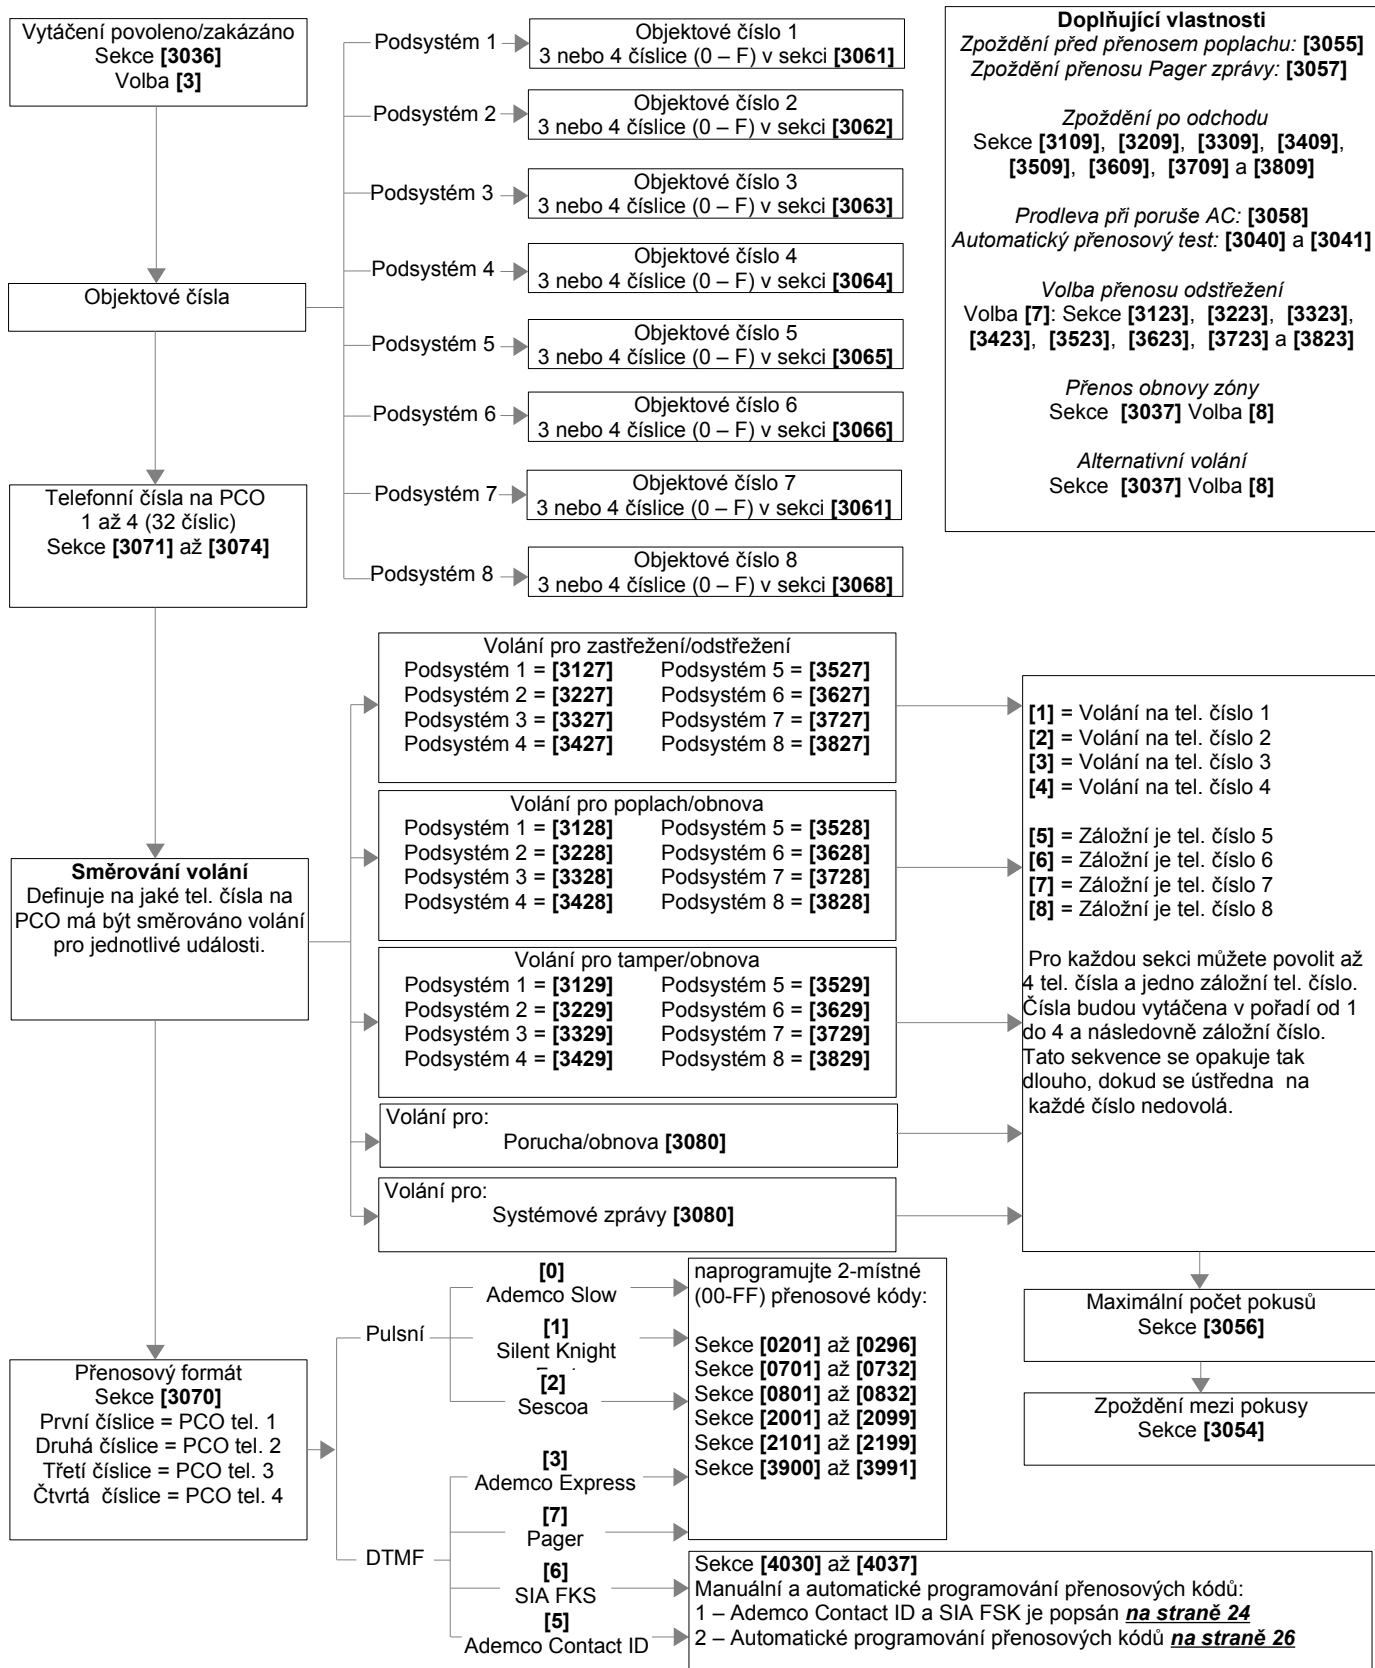 Vytáčení povoleno/zakázáno
Sekce [3036]
Volba [3]
Objektové čísla
Telefonní čísla na PCO
1 až 4 (32 číslic)
Sekce [3071] až [3074]
Směrování volání
Definuje na jaké tel. čísla na
PCO má být směrováno volání
pro jednotlivé události.
Přenosový formát
Sekce [3070]
První číslice = PCO tel. 1
Druhá číslice = PCO tel. 2
Třetí číslice = PCO tel. 3
Čtvrtá  číslice = PCO tel. 4
Podsystém 1
Objektové číslo 1
3 nebo 4 číslice (0 – F) v sekci [3061]
Podsystém 2
Objektové číslo 2
3 nebo 4 číslice (0 – F) v sekci [3062]
Podsystém 3
Objektové číslo 3
3 nebo 4 číslice (0 – F) v sekci [3063]
Podsystém 4
Objektové číslo 4
3 nebo 4 číslice (0 – F) v sekci [3064]
Podsystém 5
Objektové číslo 5
3 nebo 4 číslice (0 – F) v sekci [3065]
Podsystém 6
Objektové číslo 6
3 nebo 4 číslice (0 – F) v sekci [3066]
Podsystém 7
Objektové číslo 7
3 nebo 4 číslice (0 – F) v sekci [3061]
Podsystém 8
Objektové číslo 8
3 nebo 4 číslice (0 – F) v sekci [3068]
Doplňující vlastnosti
Zpoždění před přenosem poplachu: [3055]
Zpoždění přenosu Pager zprávy: [3057]
Zpoždění po odchodu
Sekce [3109], [3209], [3309], [3409],
[3509], [3609], [3709] a [3809]
Prodleva při poruše AC: [3058]
Automatický přenosový test: [3040] a [3041]
Volba přenosu odstřežení
Volba [7]: Sekce [3123], [3223], [3323],
[3423], [3523], [3623], [3723] a [3823]
Přenos obnovy zóny
Sekce  [3037] Volba [8]
Alternativní volání
Sekce  [3037] Volba [8]
Volání pro zastřežení/odstřežení
Podsystém 1 = [3127] Podsystém 5 = [3527]
Podsystém 2 = [3227] Podsystém 6 = [3627]
Podsystém 3 = [3327] Podsystém 7 = [3727]
Podsystém 4 = [3427] Podsystém 8 = [3827]
Volání pro poplach/obnova
Podsystém 1 = [3128] Podsystém 5 = [3528]
Podsystém 2 = [3228] Podsystém 6 = [3628]
Podsystém 3 = [3328] Podsystém 7 = [3728]
Podsystém 4 = [3428] Podsystém 8 = [3828]
Volání pro tamper/obnova
Podsystém 1 = [3129] Podsystém 5 = [3529]
Podsystém 2 = [3229] Podsystém 6 = [3629]
Podsystém 3 = [3329] Podsystém 7 = [3729]
Podsystém 4 = [3429] Podsystém 8 = [3829]
Volání pro:
Porucha/obnova [3080]
Volání pro:
Systémové zprávy [3080]
[1] = Volání na tel. číslo 1
[2] = Volání na tel. číslo 2
[3] = Volání na tel. číslo 3
[4] = Volání na tel. číslo 4
[5] = Záložní je tel. číslo 5
[6] = Záložní je tel. číslo 6
[7] = Záložní je tel. číslo 7
[8] = Záložní je tel. číslo 8
Pro každou sekci můžete povolit až
4 tel. čísla a jedno záložní tel. číslo.
Čísla budou vytáčena v pořadí od 1
do 4 a následovně záložní číslo.
Tato sekvence se opakuje tak
dlouho, dokud se ústředna  na
každé číslo nedovolá.
Maximální počet pokusů
Sekce [3056]
Zpoždění mezi pokusy
Sekce [3054]
Pulsní
[0]
Ademco Slow
[1]
Silent Knight
[2]
Sescoa
DTMF
[3]
Ademco Express
[7]
Pager
[6]
SIA FKS
[5]
Ademco Contact ID
naprogramujte 2-místné
(00-FF) přenosové kódy:
Sekce [0201] až [0296]
Sekce [0701] až [0732]
Sekce [0801] až [0832]
Sekce [2001] až [2099]
Sekce [2101] až [2199]
Sekce [3900] až [3991]
Sekce [4030] až [4037]
Manuální a automatické programování přenosových kódů:
1 – Ademco Contact ID a SIA FSK je popsán na straně 24
2 – Automatické programování přenosových kódů na straně 26